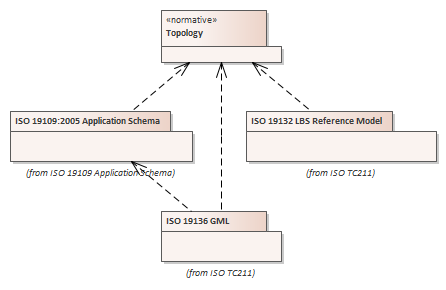 «normative»
Topology
ISO 19109:2005 Application Schema
ISO 19132 LBS Reference Model
(from ISO 19109 Application Schema)
(from ISO TC211)
ISO 19136 GML
(from ISO TC211)